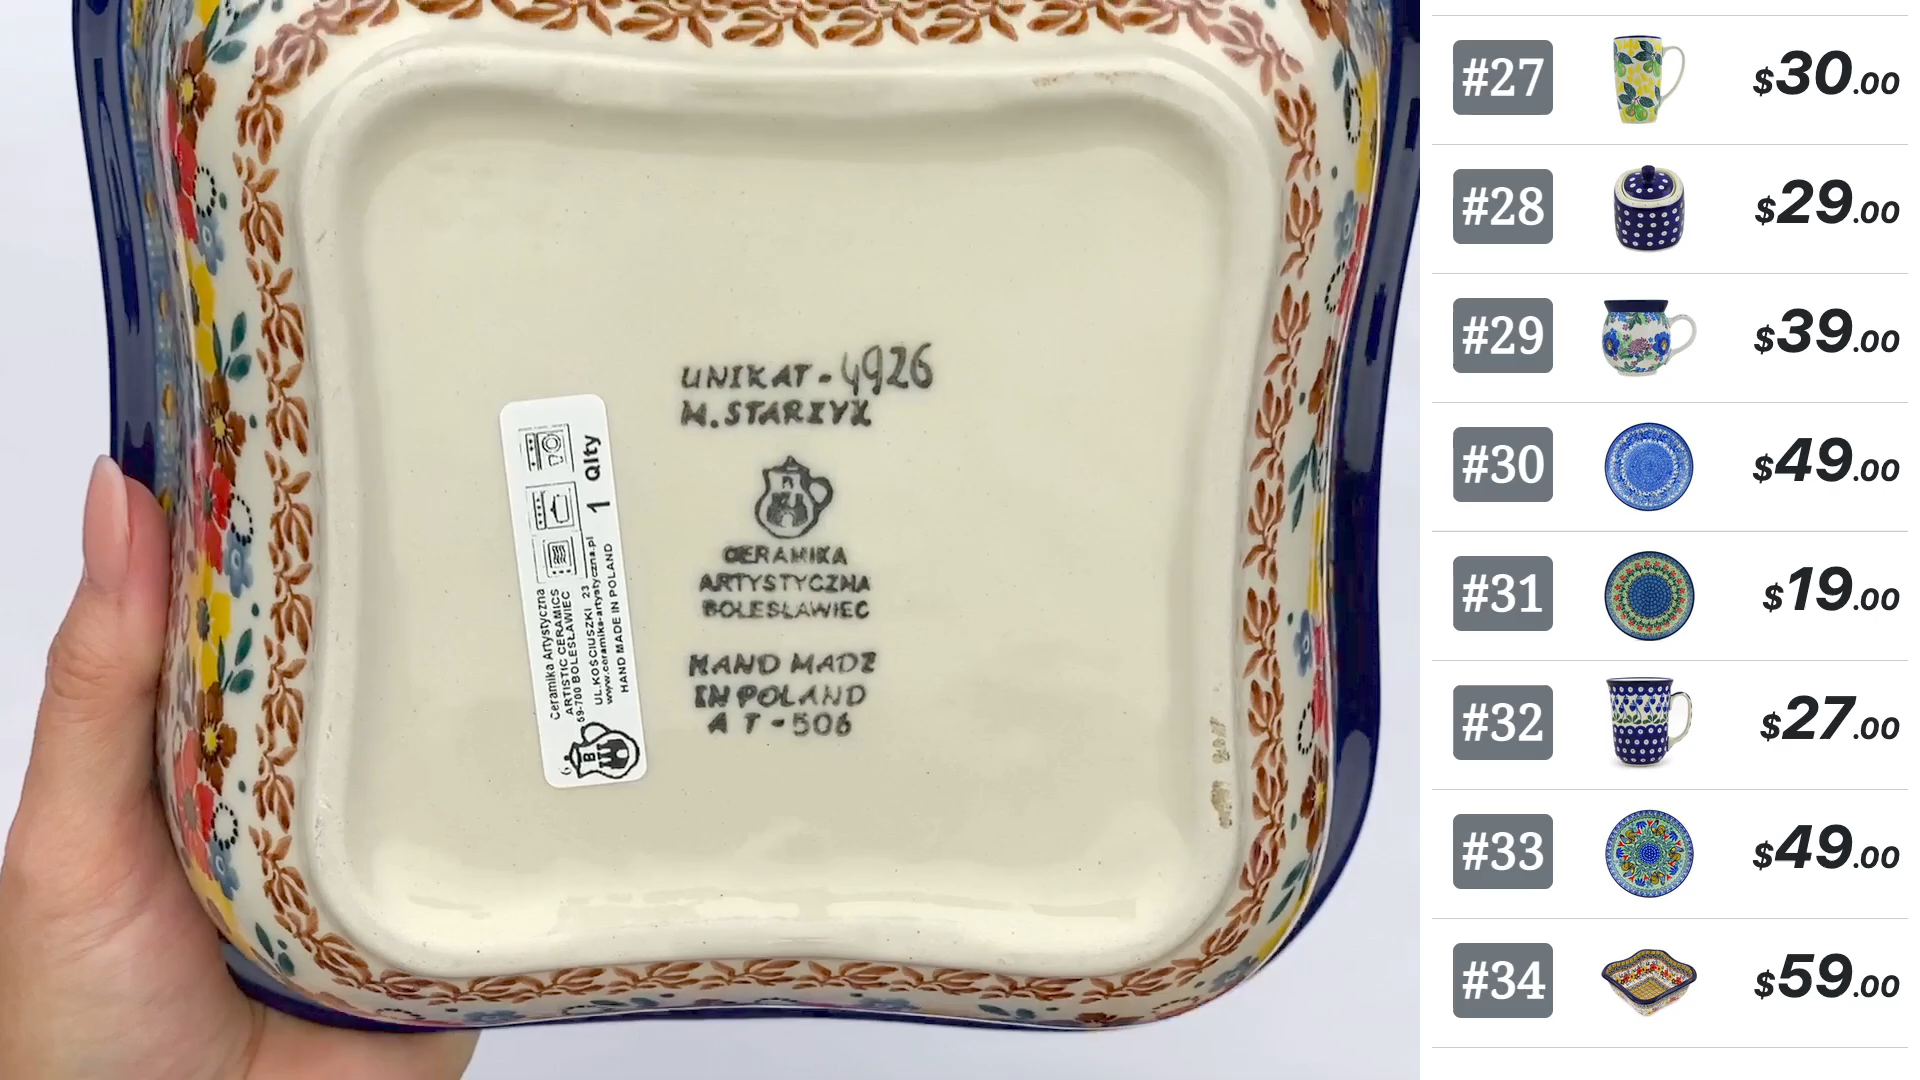 UNIKAT - 4926
M. STARZYK
CERAMIKA
ARTYSTYCZNA
BOLESŁAWIEC
HAND MADE
IN POLAND
A T - 506
1 Qlty
Ceramika Artystyczna
ARTISTIC CERAMICS
59-700 BOLESŁAWIEC
UL.KOŚCIUSZKI 23
www.ceramika-artystyczna.pl
HAND MADE IN POLAND
B
#27 $30.00
#28 $29.00
#29 $39.00
#30 $49.00
#31 $19.00
#32 $27.00
#33 $49.00
#34 $59.00